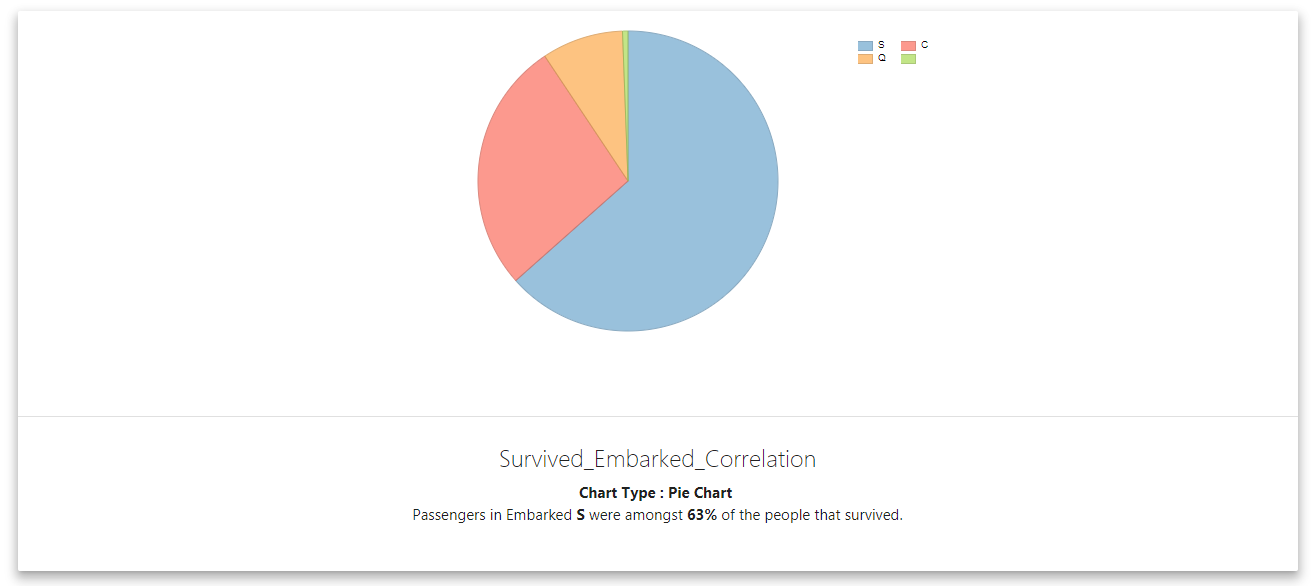 S C
Q
Survived_Embarked_Correlation
Chart Type : Pie Chart
Passengers in Embarked S were amongst 63% of the people that survived.